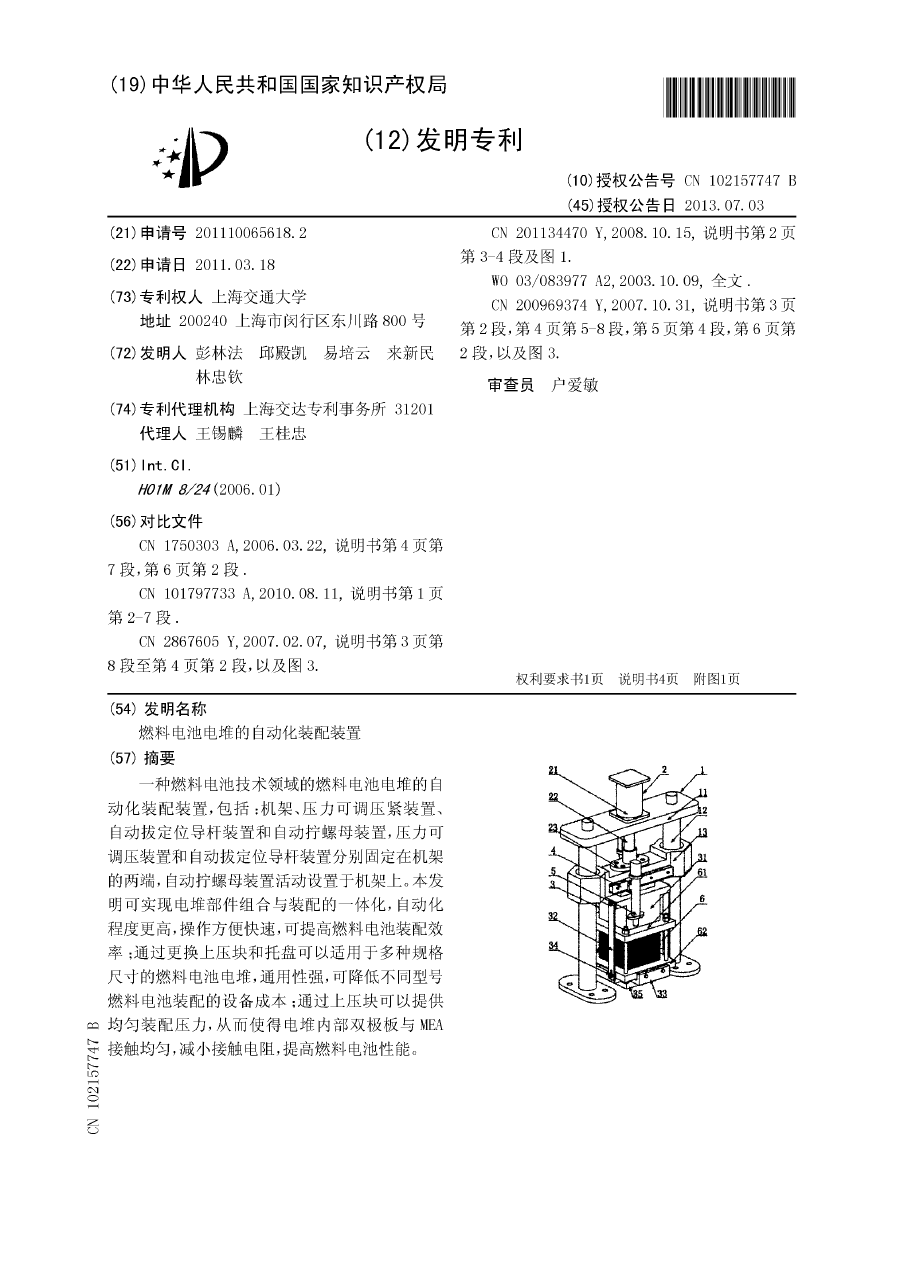 (19)中华人民共和国国家知识产权局
(12)发明专利
(10)授权公告号 CN 102157747 B
(45)授权公告日 2013.07.03
(21)申请号 201110065618.2
(22)申请日 2011.03.18
(73)专利权人 上海交通大学
地址 200240 上海市闵行区东川路800号
(72)发明人 彭林法 邱殿凯 易培云 来新民
林忠钦
(74)专利代理机构 上海交达专利事务所 31201
代理人 王锡麟 王桂忠
(51)Int.Cl.
H01M 8/24(2006.01)
(56)对比文件
CN 1750303 A,2006.03.22, 说明书第4页第
7段,第6页第2段.
CN 101797733 A,2010.08.11, 说明书第1页
第2-7段.
CN 2867605 Y,2007.02.07, 说明书第3页第
8段至第4页第2段,以及图3.
CN 201134470 Y,2008.10.15, 说明书第2页
第3-4段及图1.
WO 03/083977 A2,2003.10.09, 全文.
CN 200969374 Y,2007.10.31, 说明书第3页
第2段,第4页第5-8段,第5页第4段,第6页第
2段,以及图3.
审查员 户爱敏
权利要求书1页 说明书4页 附图1页
(54)发明名称
燃料电池电堆的自动化装配装置
(57)摘要
一种燃料电池技术领域的燃料电池电堆的自
动化装配装置,包括:机架、压力可调压紧装置、
自动拔定位导杆装置和自动拧螺母装置,压力可
调压装置和自动拔定位导杆装置分别固定在机架
的两端,自动拧螺母装置活动设置于机架上。本发
明可实现电堆部件组合与装配的一体化,自动化
程度更高,操作方便快速,可提高燃料电池装配效
率;通过更换上压块和托盘可以适用于多种规格
尺寸的燃料电池电堆,通用性强,可降低不同型号
燃料电池装配的设备成本;通过上压块可以提供
均匀装配压力,从而使得电堆内部双极板与MEA
接触均匀,减小接触电阻,提高燃料电池性能。
21
2
1
22
11
12
23
13
4
31
5
61
3
32
6
34
62
35
33
CN 102157747 B